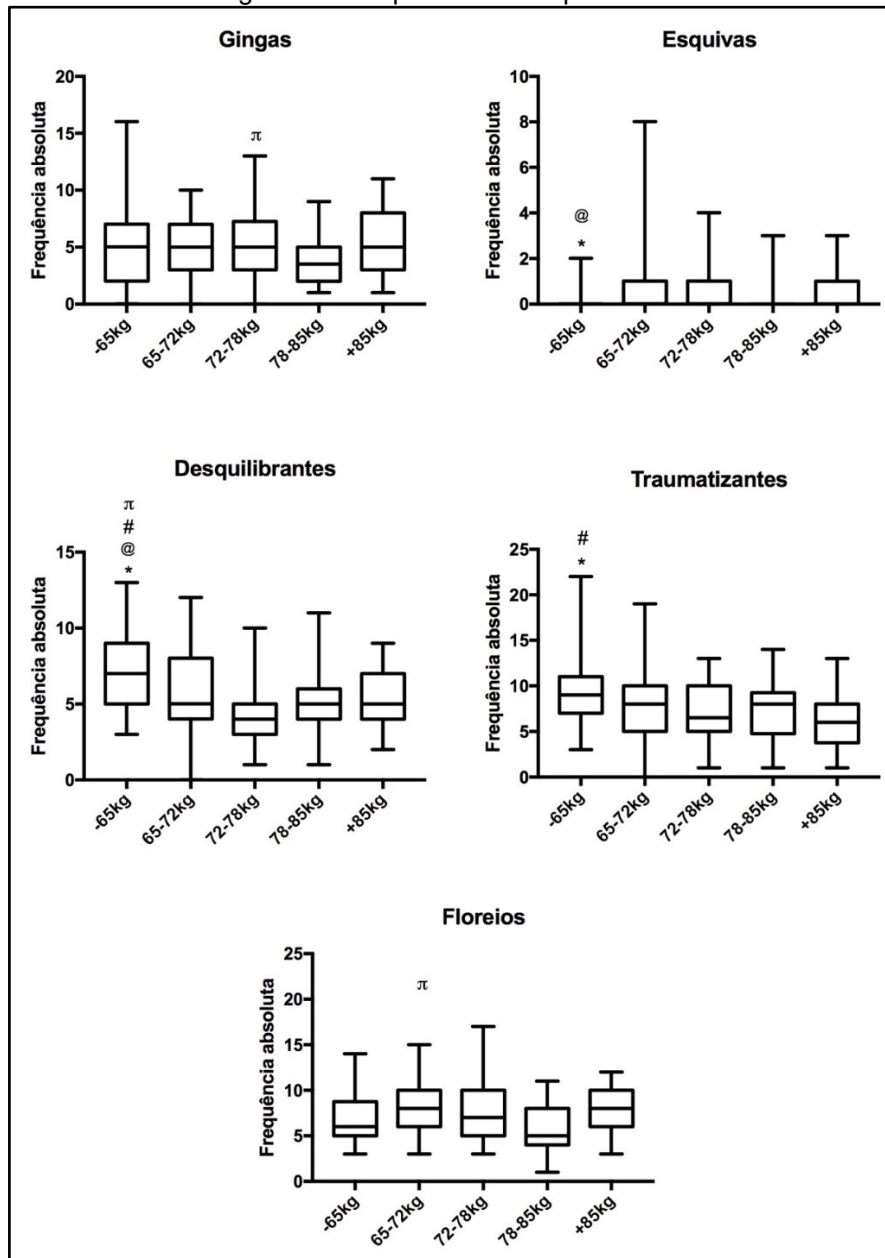 Gingas
Frequência absoluta
20
15
10
5
0
π
-65kg
65-72kg
72-78kg
78-85kg
+85kg
Esquivas
Frequência absoluta
10
8
6
4
2
0
@
*
-65kg
65-72kg
72-78kg
78-85kg
+85kg
Desquilibrantes
Frequência absoluta
15
10
5
0
π
#
@
*
-65kg
65-72kg
72-78kg
78-85kg
+85kg
Traumatizantes
Frequência absoluta
25
20
15
10
5
0
#
*
-65kg
65-72kg
72-78kg
78-85kg
+85kg
Floreios
Frequência absoluta
25
20
15
10
5
0
π
-65kg
65-72kg
72-78kg
78-85kg
+85kg